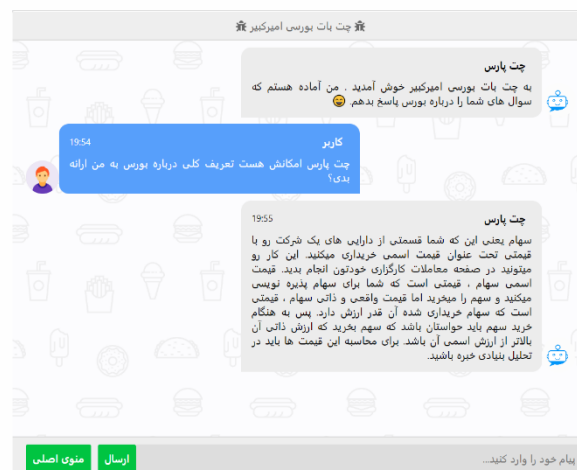 چت بات بورسی امیرکبیر
چت پارس
به چت بات بورسی امیرکبیر خوش آمدید . من آماده هستم که
سوال های شما را درباره بورس پاسخ بدهم. 😄
کاربر 19:54
چت پارس امکانش هست تعریف کلی درباره بورس به من ارائه
بدی؟
چت پارس 19:55
سهام یعنی این که شما قسمتی از دارایی های یک شرکت رو با
قیمتی تحت عنوان قیمت اسمی خریداری میکنید. این کار رو
میتونید در صفحه معاملات کارگزاری خودتون انجام بدید. قیمت
اسمی سهام ، قیمتی است که شما برای سهام پذیره نویسی
میکنید و سهم را میخرید اما قیمت واقعی و ذاتی سهام ، قیمتی
است که سهام خریداری شده آن قدر ارزش دارد. پس به هنگام
خرید سهم باید حواستان باشد که سهم بخرید که ارزش ذاتی آن
بالاتر از ارزش اسمی آن باشد. برای محاسبه این قیمت ها باید در
تحلیل بنیادی خبره باشید.
پیام خود را وارد کنید...
ارسال
منوی اصلی